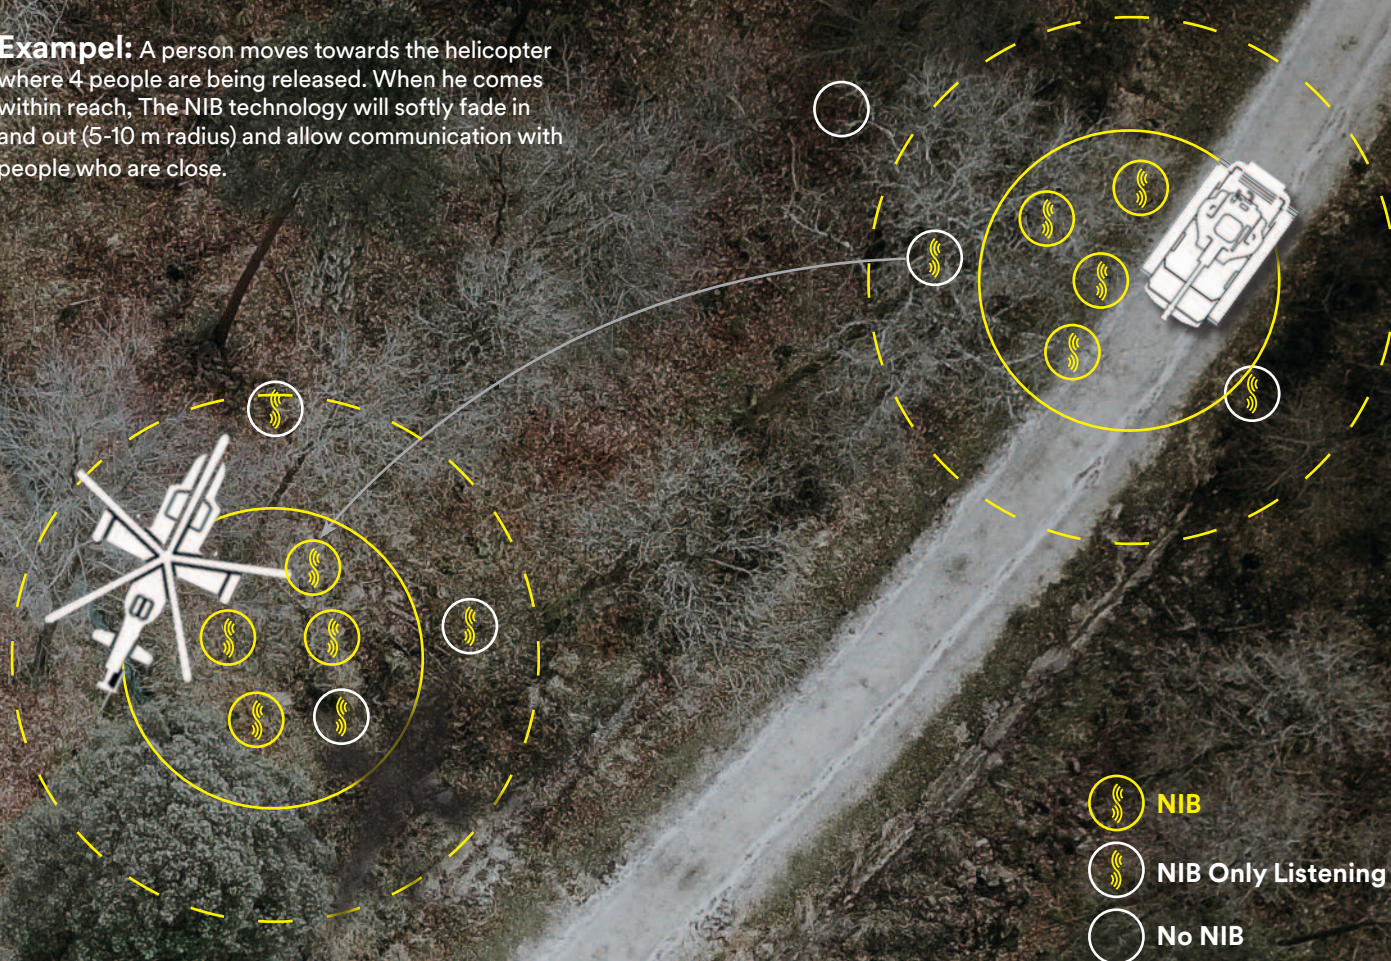 Exampel: A person moves towards the helicopter
where 4 people are being released. When he comes
within reach, The NIB technology will softly fade in
and out (5-10 m radius) and allow communication with
people who are close.
NIB
NIB Only Listening
No NIB